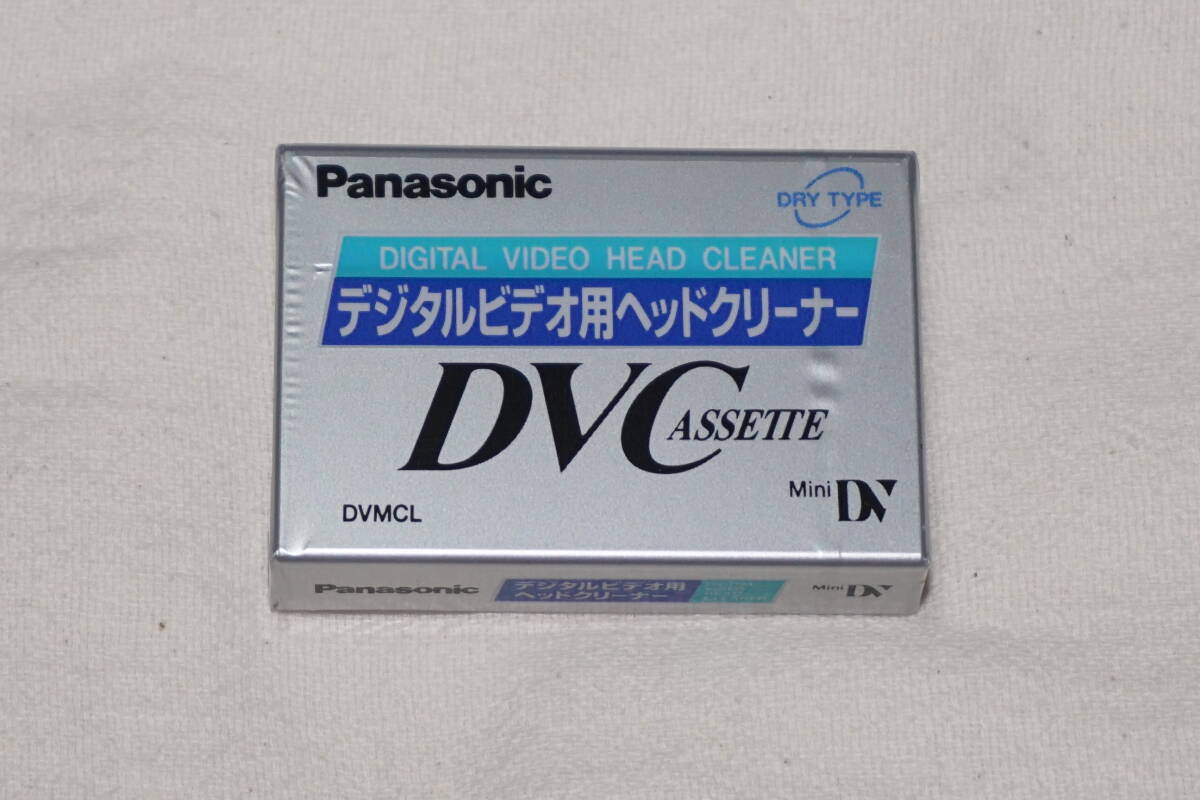 Panasonic
DRY TYPE
DIGITAL VIDEO HEAD CLEANER
デジタルビデオ用ヘッドクリーナー
DVCASSETTE
Mini DV
DVMCL
Panasonic
デジタルビデオ用
ヘッドクリーナー
Mini DV